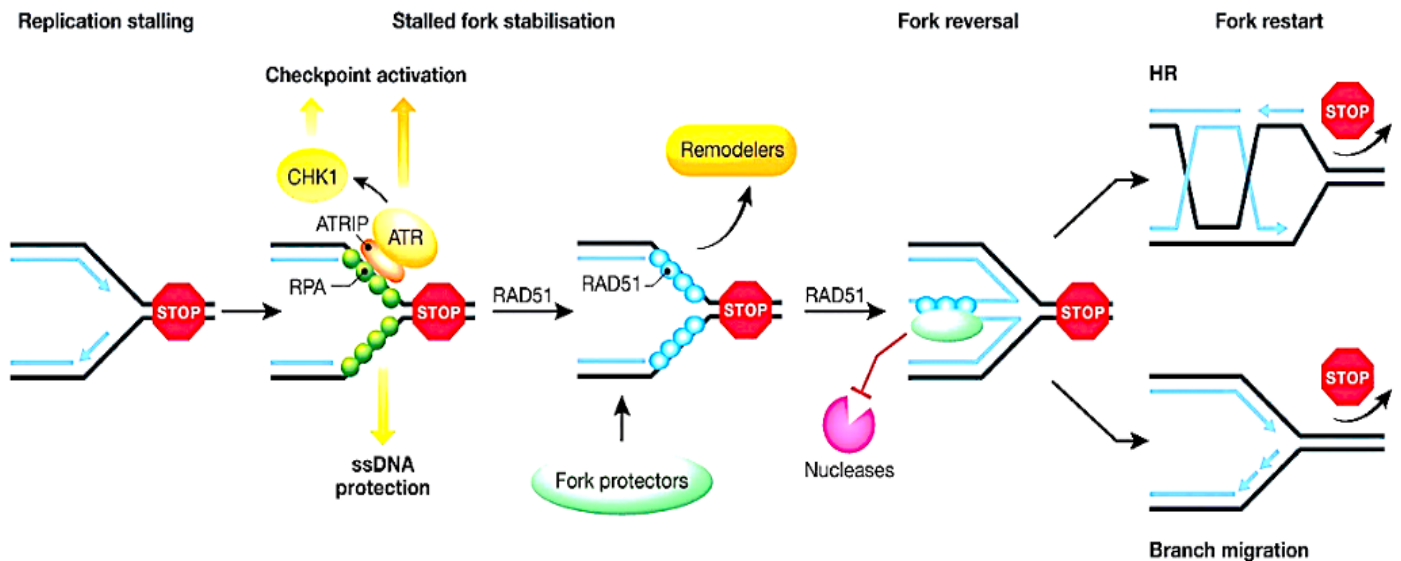 Replication stalling
Stalled fork stabilisation
Fork reversal
Fork restart
Checkpoint activation
CHK1
ATRIP
ATR
RPA
STOP
STOP
ssDNA
protection
RAD51
Remodelers
RAD51
STOP
Fork protectors
RAD51
STOP
Nucleases
HR
STOP
STOP
Branch migration